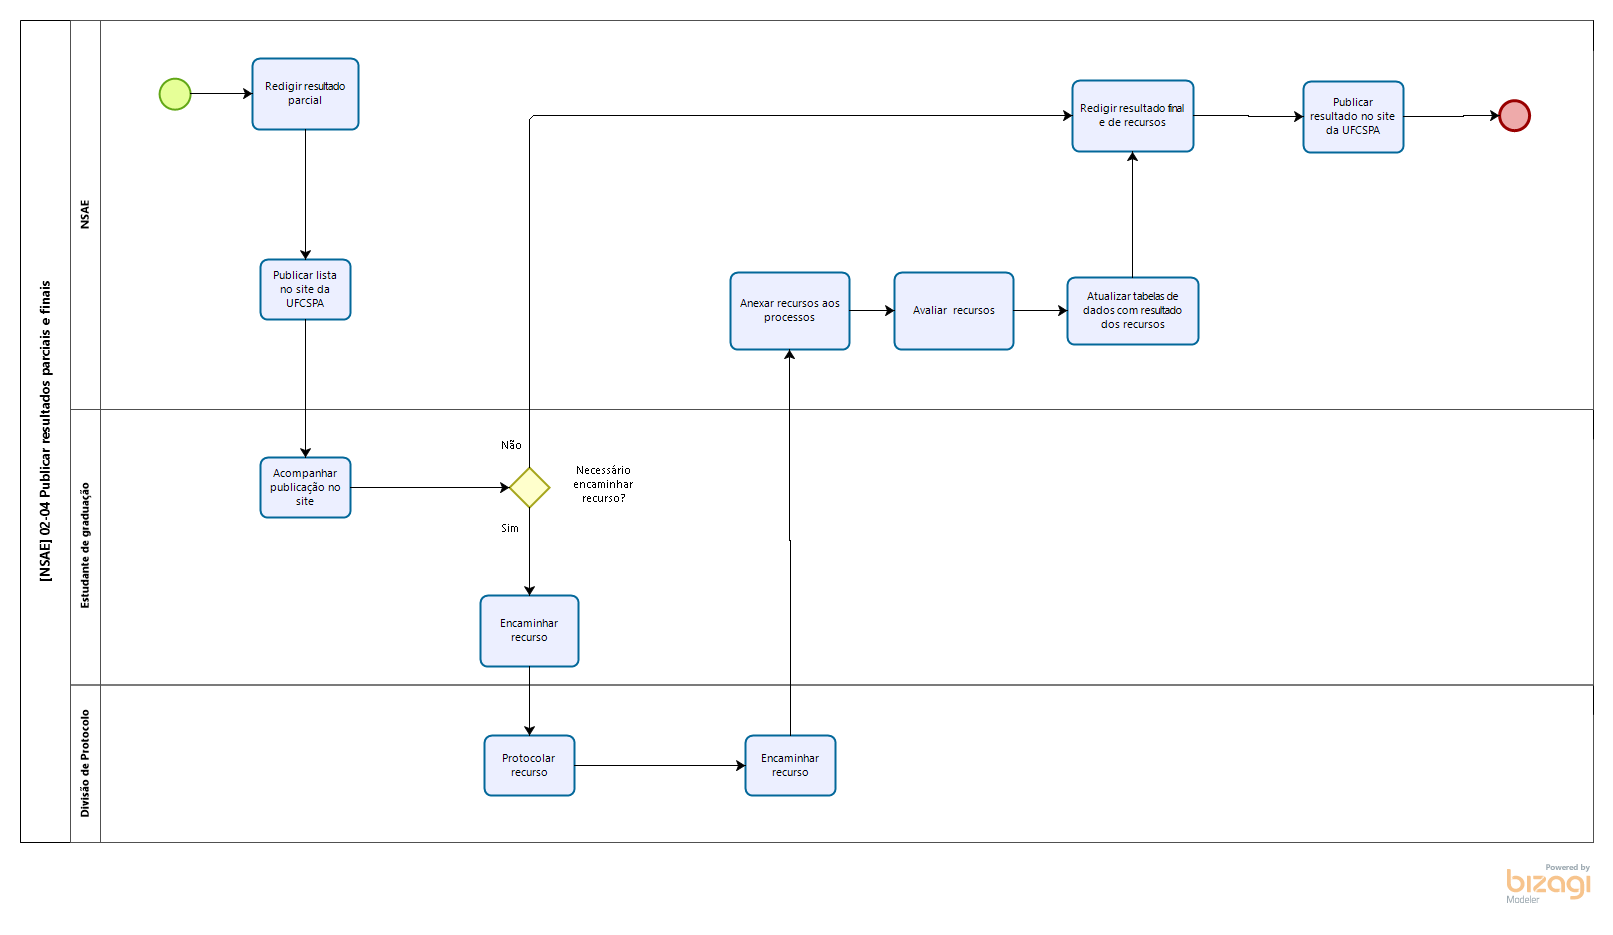 [NSAE] 02-04 Publicar resultados parciais e finais
NSAE
Redigir resultado
parcial
Publicar lista
no site da
UFCSPA
Redigir resultado final
e de recursos
Publicar
resultado no site
da UFCSPA
Anexar recursos aos
processos
Avaliar recursos
Atualizar tabelas de
dados com resultado
dos recursos
Estudante de graduação
Acompanhar
publicação no
site
Não
Necessário
encaminhar
recurso?
Sim
Encaminhar
recurso
Divisão de Protocolo
Protocolar
recurso
Encaminhar
recurso
Powered by
bizagi
Modeler